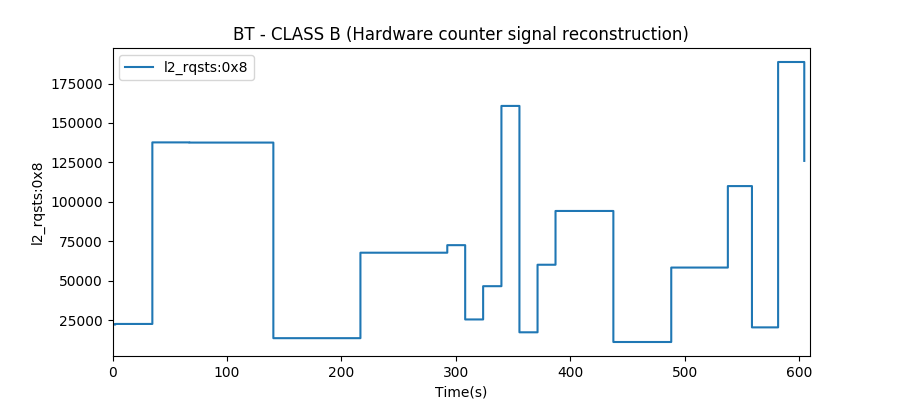 BT - CLASS B (Hardware counter signal reconstruction)
l2_rqsts:0x8
l2_rqsts:0x8
175000
150000
125000
100000
75000
50000
25000
0 100 200 300 400 500 600
Time(s)